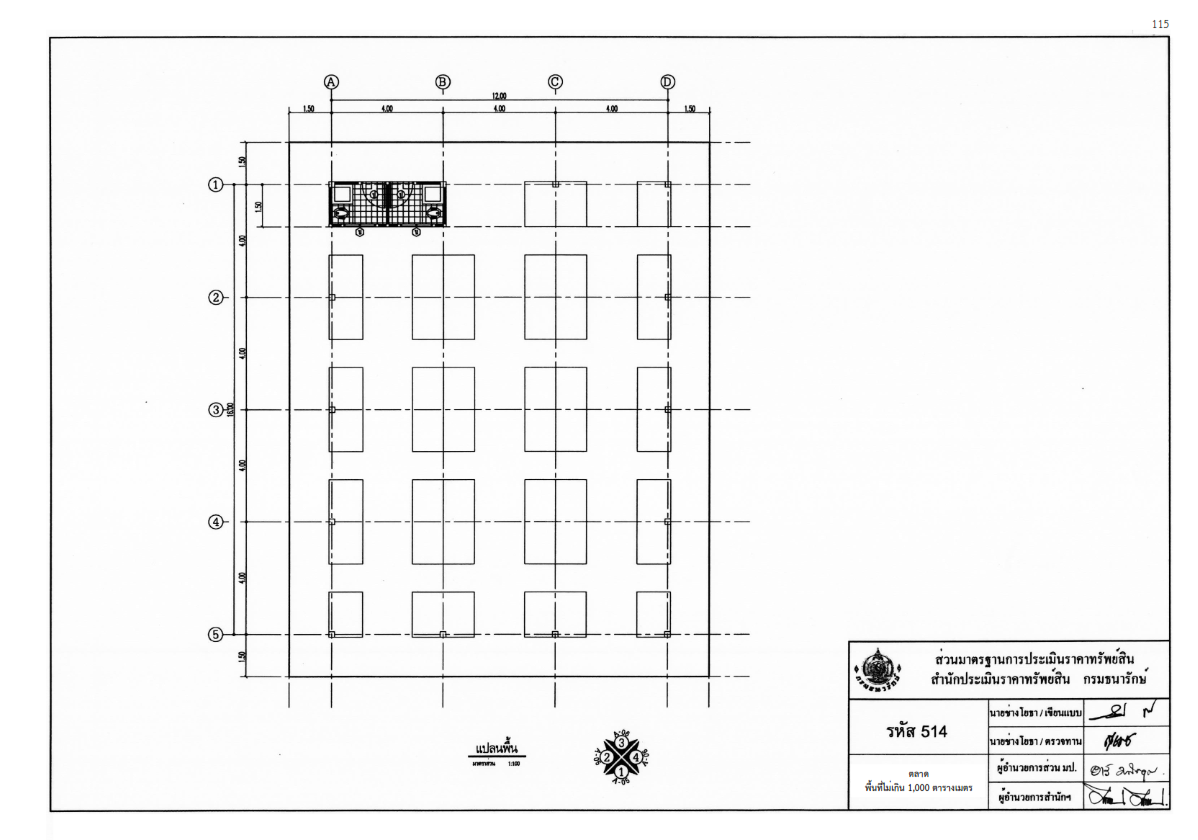 115
A B C D
12.00
1.50 4.00 4.00 4.00 1.50
1.50
1
1.50
4.00
2
4.00
3
16.00
4.00
4
4.00
5
1.50
แปลนพื้น
มาตราส่วน 1:100
3
2 4
1
กรมธนารักษ์
ส่วนมาตรฐานการประเมินราคาทรัพย์สิน
สำนักประเมินราคาทรัพย์สิน กรมธนารักษ์
รหัส 514
นายช่างโยธา / เขียนแบบ
นายช่างโยธา / ตรวจทาน
ตลาด
พื้นที่ไม่เกิน 1,000 ตารางเมตร
ผู้อำนวยการส่วน มป.
ผู้อำนวยการสำนักฯ